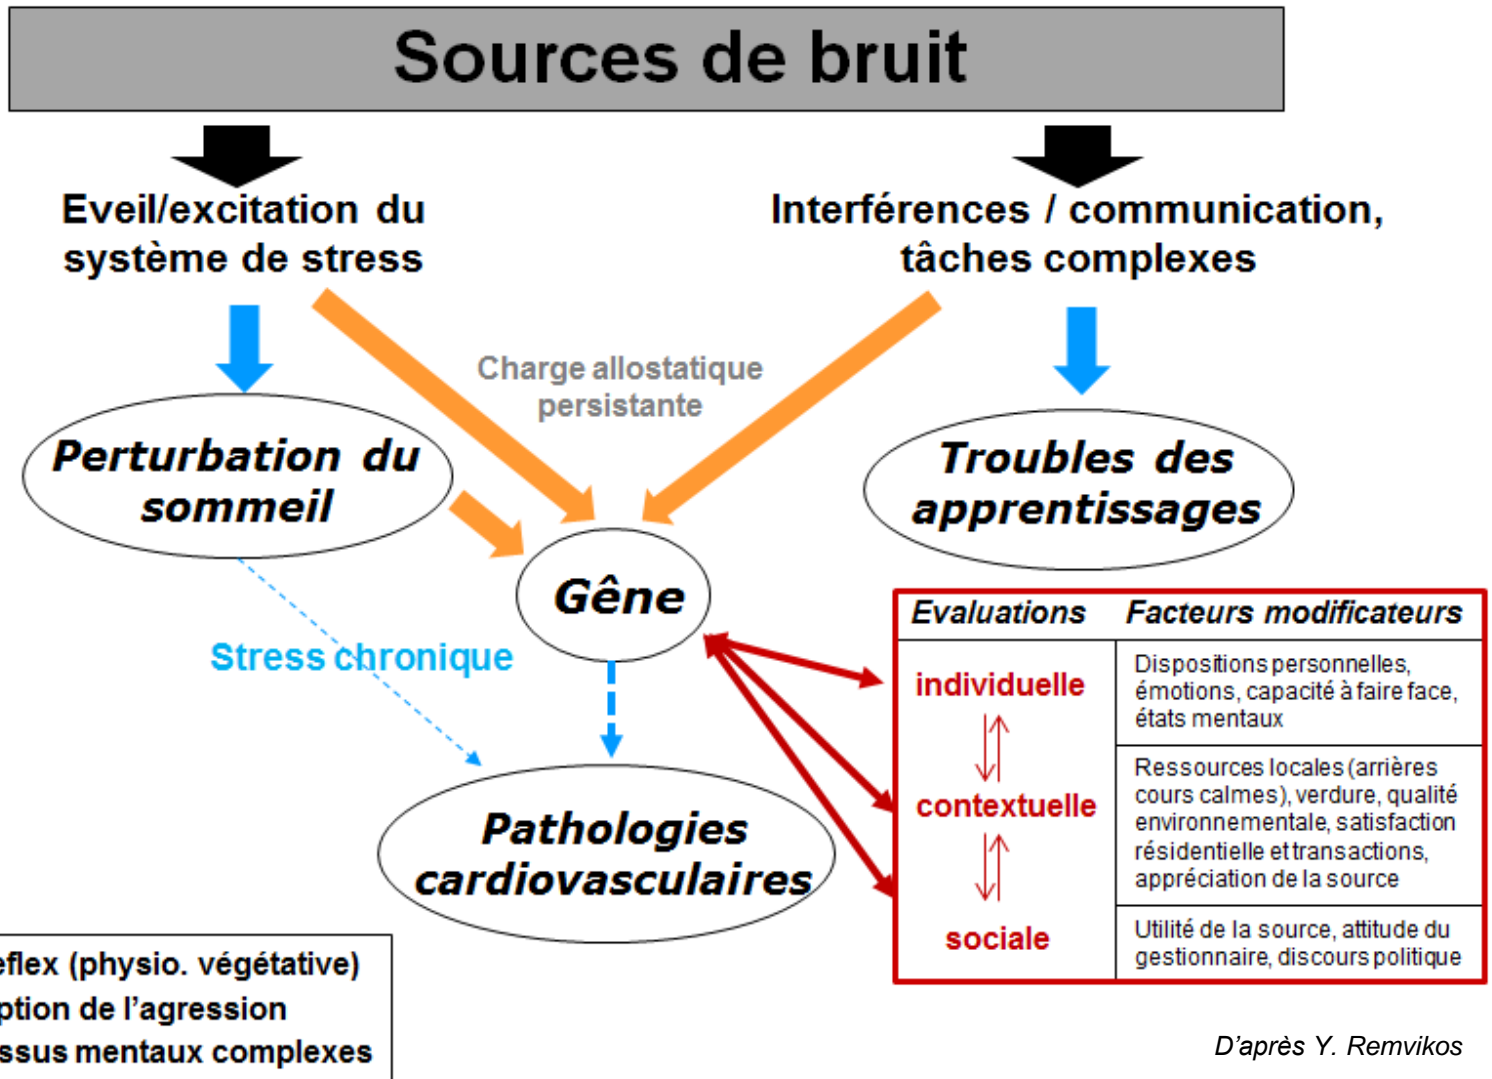 Sources de bruit
Eveil/excitation du
système de stress
Interférences / communication,
tâches complexes
Charge allostatique
persistante
Perturbation du
sommeil
Troubles des
apprentissages
Gêne
Stress chronique
Pathologies
cardiovasculaires
Evaluations
Facteurs modificateurs
individuelle
Dispositions personnelles,
émotions, capacité à faire face,
états mentaux
contextuelle
Ressources locales (arrières
cours calmes), verdure, qualité
environnementale, satisfaction
résidentielle et transactions,
appréciation de la source
sociale
Utilité de la source, attitude du
gestionnaire, discours politique
(physio. végétative)
de l'agression
mentaux complexes
D'après Y. Remvikos